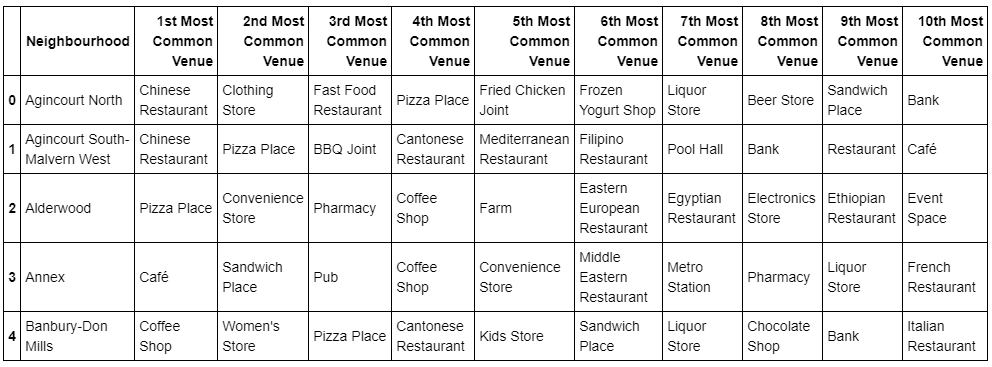 Neighbourhood 1st Most Common Venue 2nd Most Common Venue 3rd Most Common Venue 4th Most Common Venue 5th Most Common Venue 6th Most Common Venue 7th Most Common Venue 8th Most Common Venue 9th Most Common Venue 10th Most Common Venue
0 Agincourt North Chinese Restaurant Clothing Store Fast Food Restaurant Pizza Place Fried Chicken Joint Frozen Yogurt Shop Liquor Store Beer Store Sandwich Place Bank
1 Agincourt South-Malvern West Chinese Restaurant Pizza Place BBQ Joint Cantonese Restaurant Mediterranean Restaurant Filipino Restaurant Pool Hall Bank Restaurant Café
2 Alderwood Pizza Place Convenience Store Pharmacy Coffee Shop Farm Eastern European Restaurant Egyptian Restaurant Electronics Store Ethiopian Restaurant Event Space
3 Annex Café Sandwich Place Pub Coffee Shop Convenience Store Middle Eastern Restaurant Metro Station Pharmacy Liquor Store French Restaurant
4 Banbury-Don Mills Coffee Shop Women's Store Pizza Place Cantonese Restaurant Kids Store Sandwich Place Liquor Store Chocolate Shop Bank Italian Restaurant